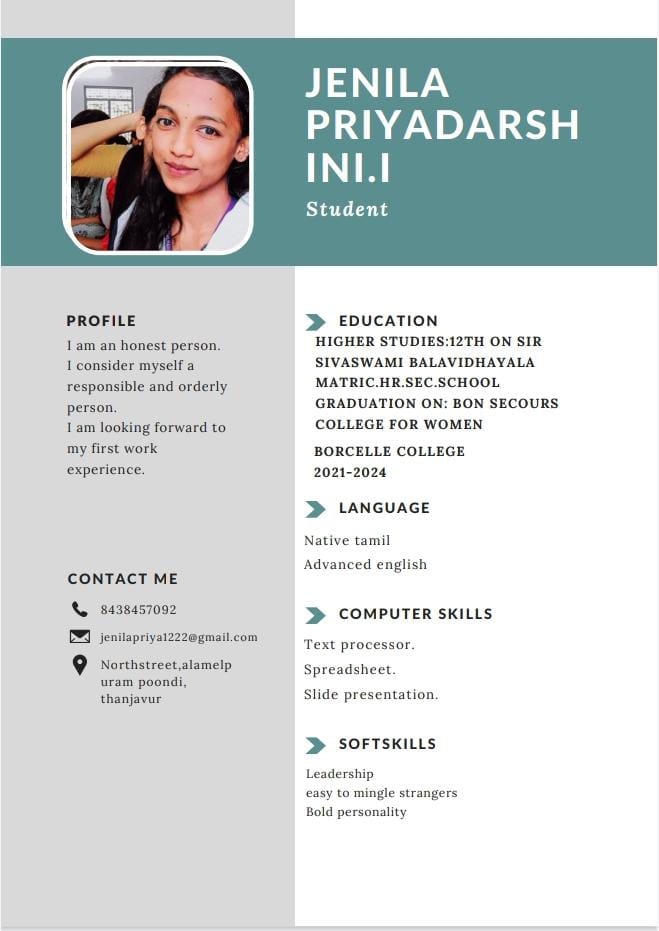 JENILA
PRIYADARSH
INI.I
Student
PROFILE
I am an honest person.
I consider myself a
responsible and orderly
person.
I am looking forward to
my first work
experience.
CONTACT ME
8438457092
jenilapriya1222@gmail.com
Northstreet,alamelp
uram poondi,
thanjavur
EDUCATION
HIGHER STUDIES:12TH ON SIR
SIVASWAMI BALAVIDHAYALA
MATRIC.HR.SEC.SCHOOL
GRADUATION ON: BON SECOURS
COLLEGE FOR WOMEN
BORCELLE COLLEGE
2021-2024
LANGUAGE
Native tamil
Advanced english
COMPUTER SKILLS
Text processor.
Spreadsheet.
Slide presentation.
SOFTSKILLS
Leadership
easy to mingle strangers
Bold personality